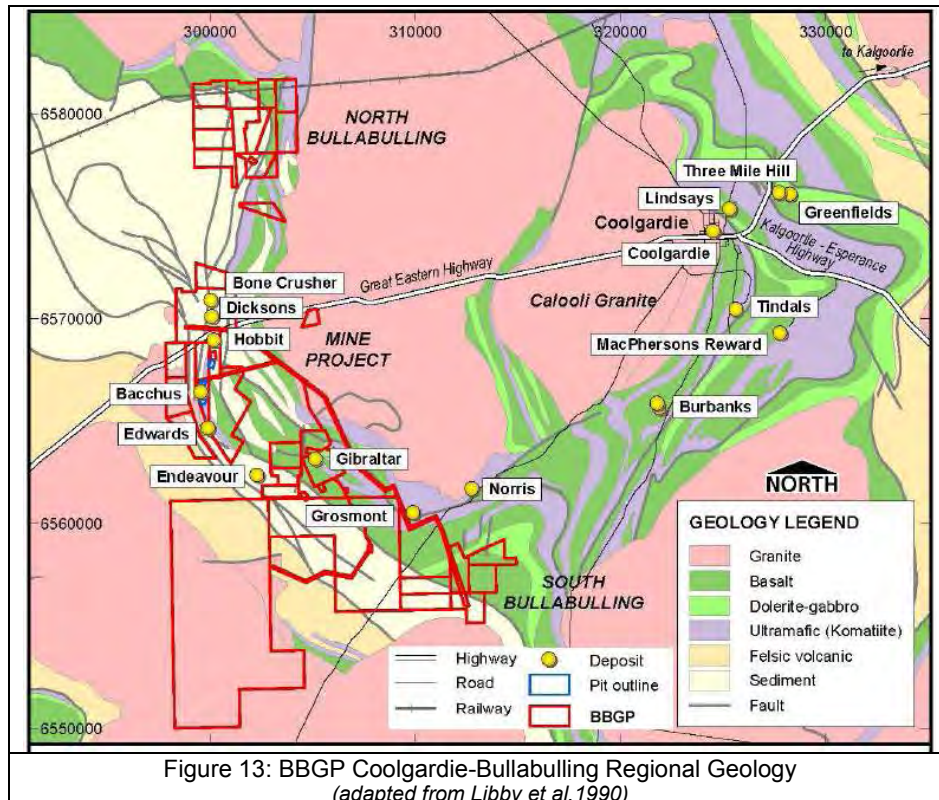 300000
310000
320000
330000
to Kalgoorlie
6580000
NORTH
BULLABULLING
Three Mile Hill
Lindsays
Greenfields
Coolgardie
Coolgardie
Kalgoorlie - Esperance
Highway
Great Eastern Highway
Bone Crusher
Dicksons
Calooli Granite
6570000
Hobbit
MINE
PROJECT
Tindals
MacPhersons Reward
Bacchus
Burbanks
Edwards
Gibraltar
Endeavour
Norris
NORTH
Grosmont
6560000
GEOLOGY LEGEND
Granite
Basalt
Dolerite-gabbro
Ultramafic (Komatiite)
Felsic volcanic
Sediment
Fault
SOUTH
BULLABULLING
Highway
Road
Railway
Deposit
Pit outline
BBGP
6550000
Figure 13: BBGP Coolgardie-Bullabulling Regional Geology
(adapted from Libby et al.1990)